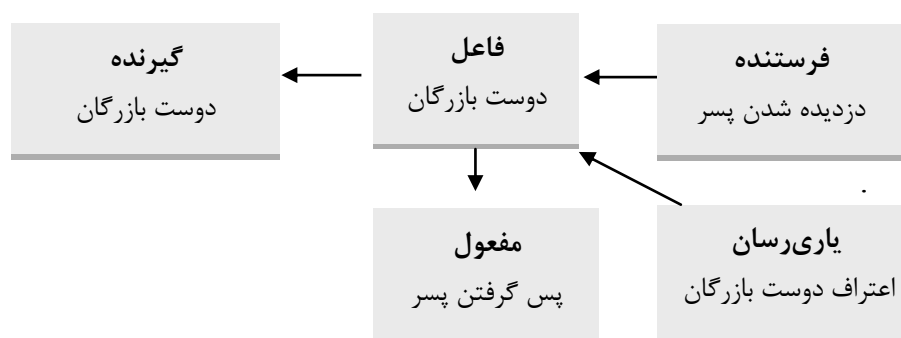 فرستنده
دزدیده شدن پسر
فاعل
دوست بازرگان
گیرنده
دوست بازرگان
.
یاری‌رسان
اعتراف دوست بازرگان
مفعول
پس گرفتن پسر